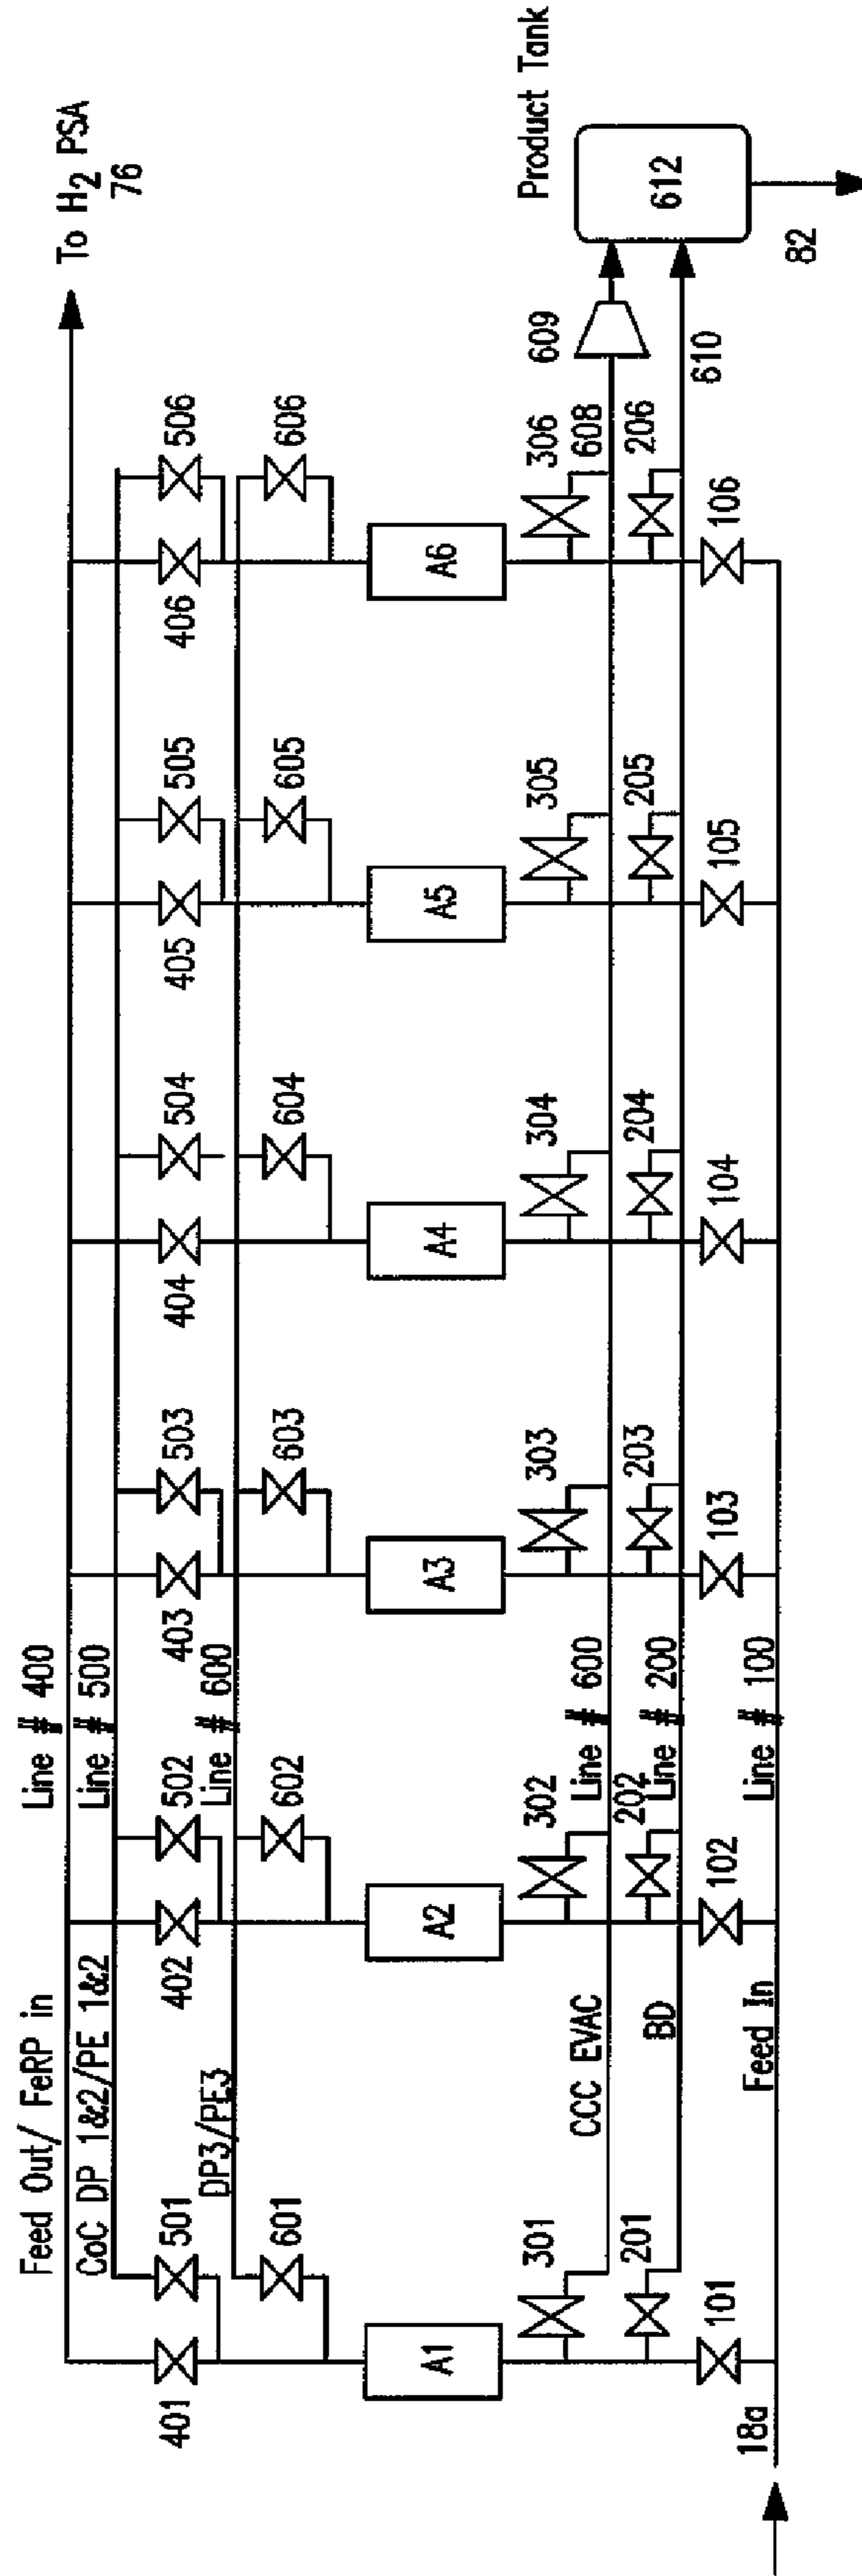 Feed Out/ FeRP in
Line # 400
To H2 PSA
76
CoC DP 1&2/PE 1&2
Line # 500
401
501
402
502
403
503
404
504
405
505
406
506
DP3/PE3
Line # 600
601
602
603
604
605
606
A1
A2
A3
A4
A5
A6
Product Tank
301
302
303
304
305
306
608
609
612
CCC EVAC
Line # 600
201
202
203
204
205
206
610
BD
Line # 200
101
102
103
104
105
106
82
18a
Feed In
Line # 100